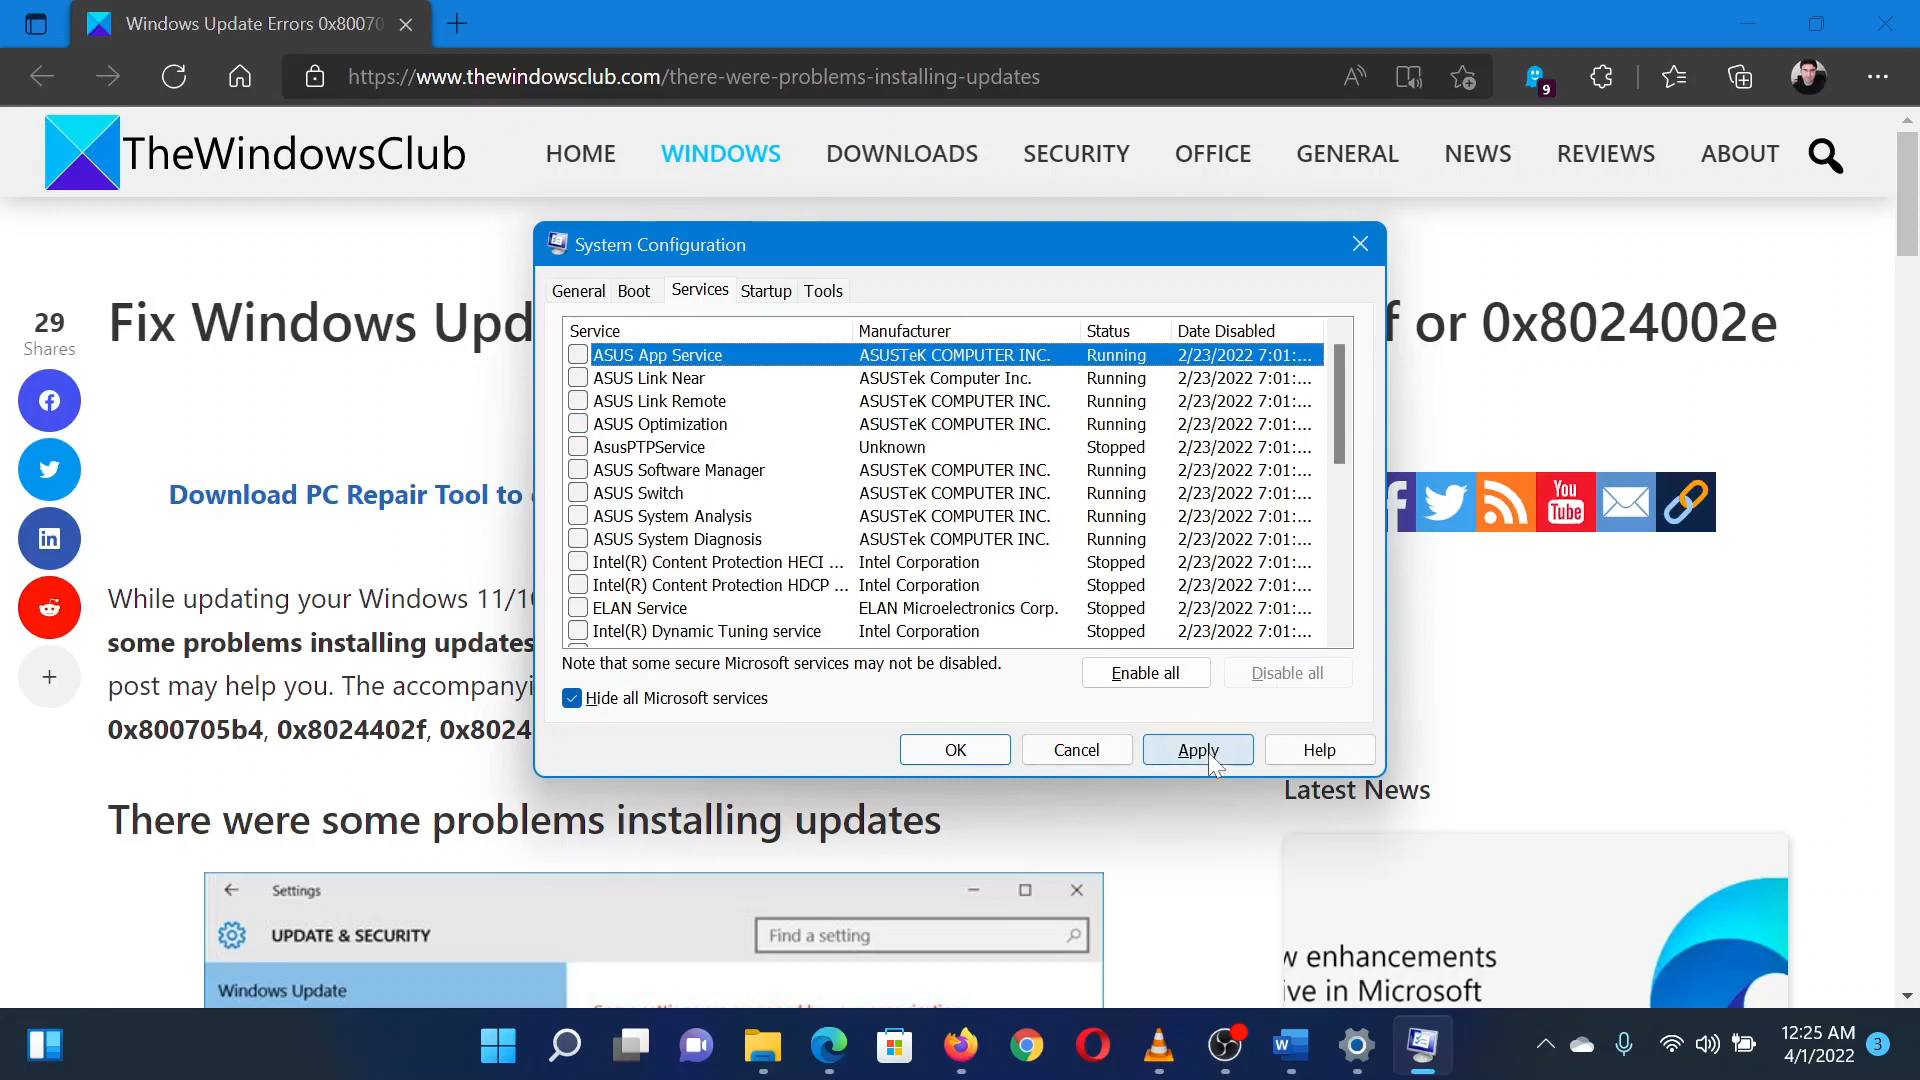 Windows Update Errors 0x80070
https://www.thewindowsclub.com/there-were-problems-installing-updates
9
TheWindowsClub
HOME
WINDOWS
DOWNLOADS
SECURITY
OFFICE
GENERAL
NEWS
REVIEWS
ABOUT
29
Shares
Fix Windows Upd
f or 0x8024002e
Download PC Repair Tool to
You
Tube
While updating your Windows 11/10
some problems installing updates
post may help you. The accompanyi
0x800705b4, 0x8024402f, 0x8024
There were some problems installing updates
System Configuration
General Boot Services Startup Tools
Service Manufacturer Status Date Disabled
ASUS App Service ASUSTeK COMPUTER INC. Running 2/23/2022 7:01:...
ASUS Link Near ASUSTek Computer Inc. Running 2/23/2022 7:01:...
ASUS Link Remote ASUSTeK COMPUTER INC. Running 2/23/2022 7:01:...
ASUS Optimization ASUSTeK COMPUTER INC. Running 2/23/2022 7:01:...
AsusPTPService Unknown Stopped 2/23/2022 7:01:...
ASUS Software Manager ASUSTeK COMPUTER INC. Running 2/23/2022 7:01:...
ASUS Switch ASUSTeK COMPUTER INC. Running 2/23/2022 7:01:...
ASUS System Analysis ASUSTeK COMPUTER INC. Running 2/23/2022 7:01:...
ASUS System Diagnosis ASUSTek COMPUTER INC. Running 2/23/2022 7:01:...
Intel(R) Content Protection HECI ... Intel Corporation Stopped 2/23/2022 7:01:...
Intel(R) Content Protection HDCP ... Intel Corporation Stopped 2/23/2022 7:01:...
ELAN Service ELAN Microelectronics Corp. Stopped 2/23/2022 7:01:...
Intel(R) Dynamic Tuning service Intel Corporation Stopped 2/23/2022 7:01:...
Note that some secure Microsoft services may not be disabled.
Enable all
Disable all
Hide all Microsoft services
OK
Cancel
Apply
Help
Latest News
w enhancements
ive in Microsoft
Settings
UPDATE & SECURITY
Find a setting
Windows Update
12:25 AM
4/1/2022
3